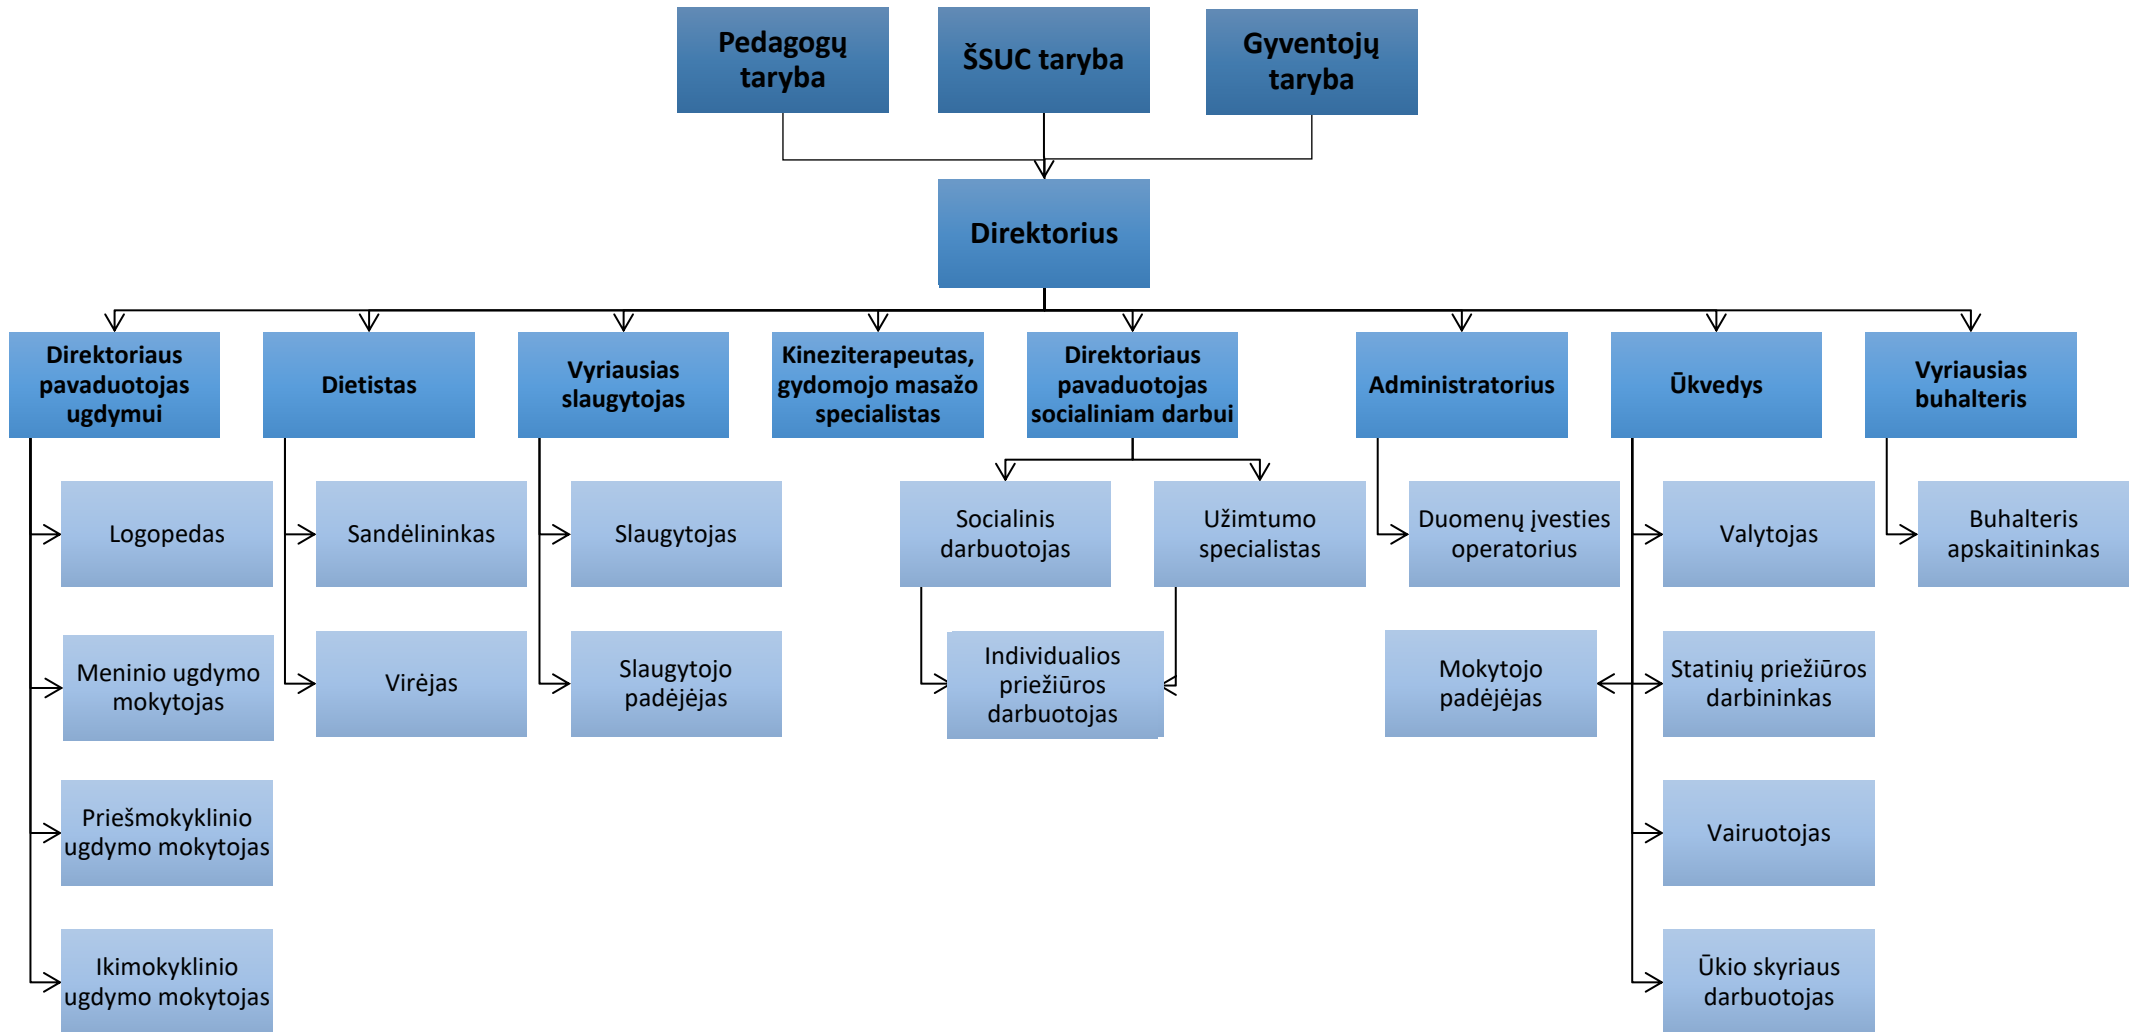 Pedagogų
taryba
ŠSUC taryba
Gyventojų
taryba
Direktorius
Direktoriaus
pavaduotojas
ugdymui
Dietistas
Vyriausias
slaugytojas
Kineziterapeutas,
gydomojo masažo
specialistas
Direktoriaus
pavaduotojas
socialiniam darbui
Administratorius
Ūkvedys
Vyriausias
buhalteris
Logopedas
Sandėlininkas
Slaugytojas
Socialinis
darbuotojas
Užimtumo
specialistas
Duomenų įvesties
operatorius
Valytojas
Buhalteris
apskaitininkas
Meninio ugdymo
mokytojas
Virėjas
Slaugytojo
padėjėjas
Individualios
priežiūros
darbuotojas
Mokytojo
padėjėjas
Statinių priežiūros
darbininkas
Priešmokyklinio
ugdymo mokytojas
Vairuotojas
Ikimokyklinio
ugdymo mokytojas
Ūkio skyriaus
darbuotojas